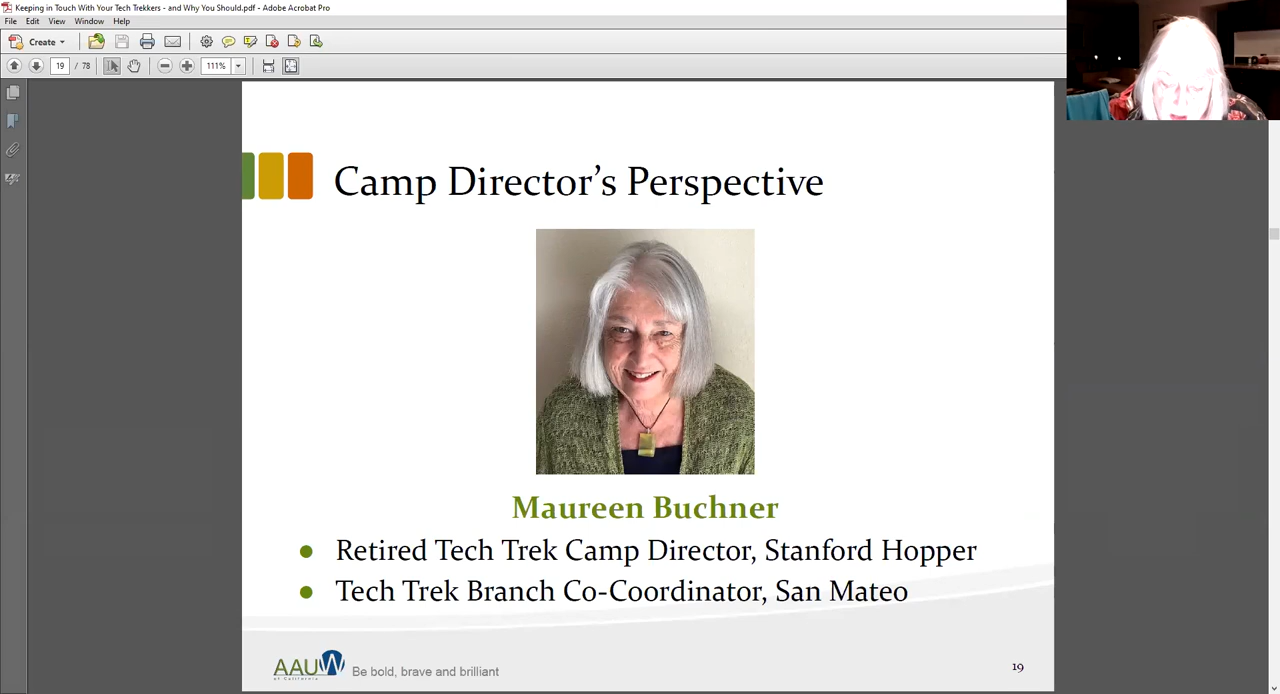 Keeping in Touch With Your Tech Trekkers - and Why You Should.pdf - Adobe Acrobat Pro
File Edit View Window Help
Create
19 / 78 111%
Camp Director’s Perspective
Maureen Buchner
● Retired Tech Trek Camp Director, Stanford Hopper
● Tech Trek Branch Co-Coordinator, San Mateo
AAUW
of California
Be bold, brave and brilliant
19